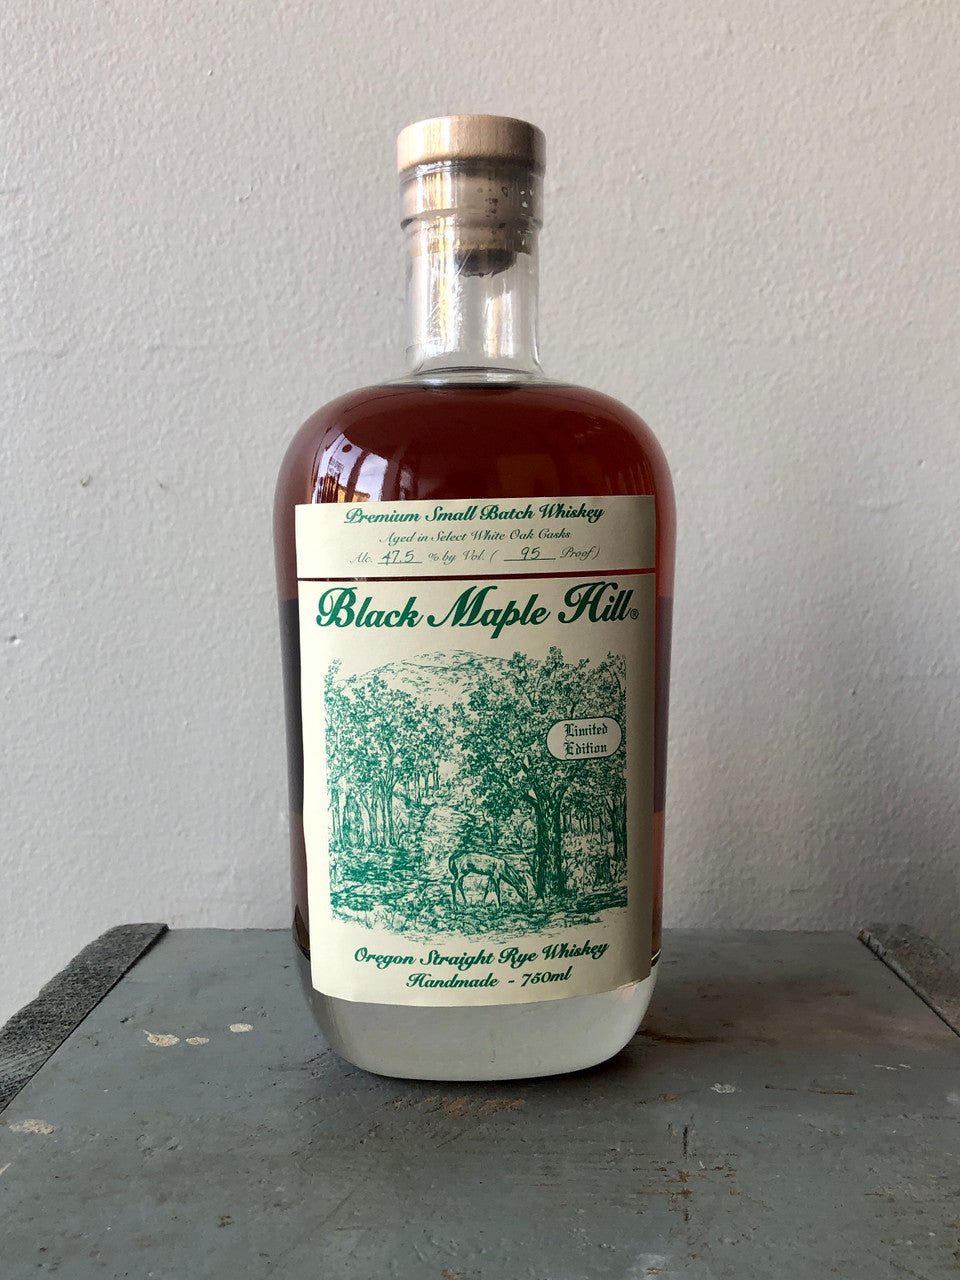 Premium Small Batch Whiskey
Aged in Select White Oak Casks
Alc. 47.5 % by Vol. ( 95 Proof)
Black Maple Hill®
Limited
Edition
Oregon Straight Rye Whiskey
Handmade - 750ml